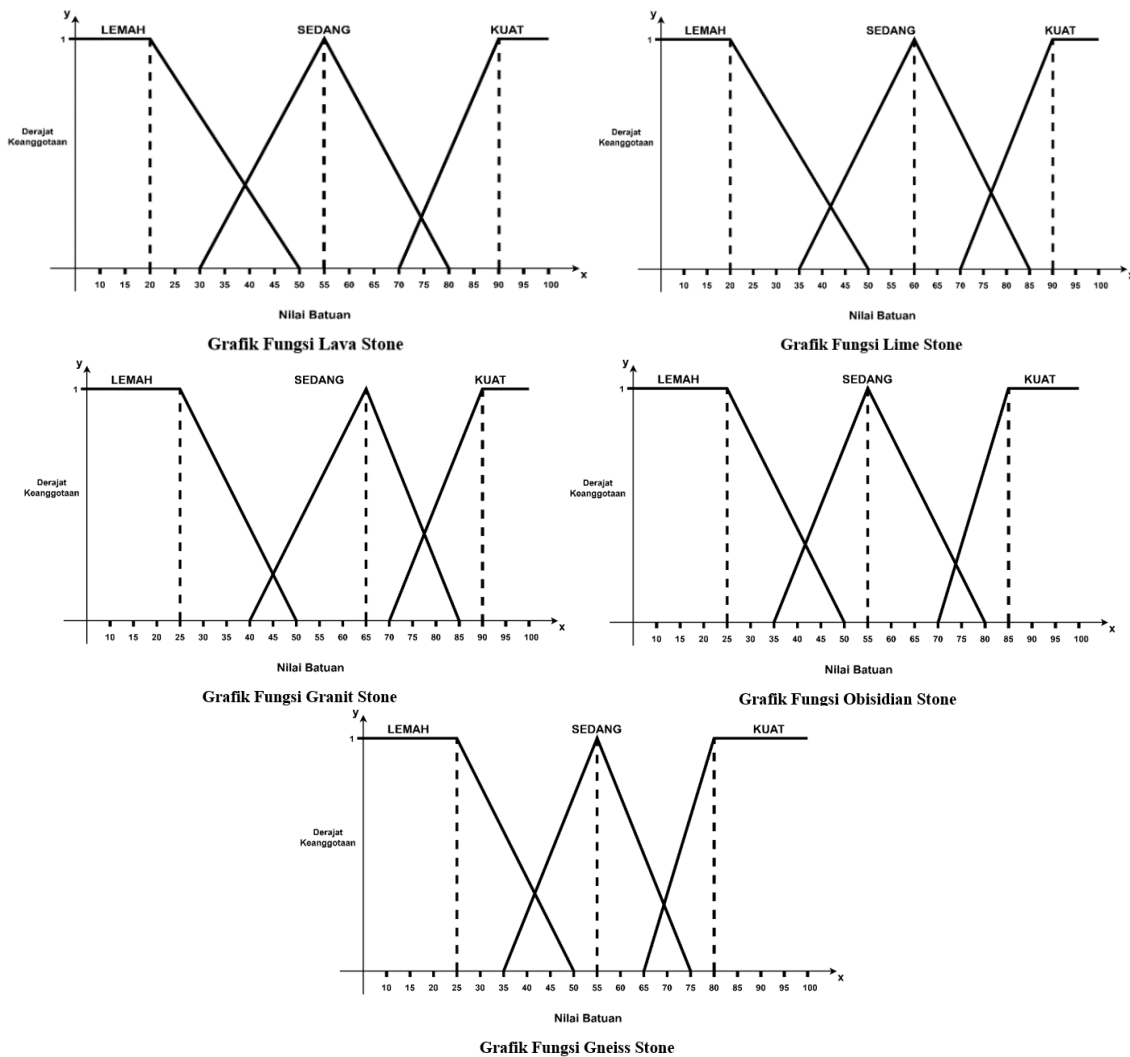 y
LEMAH SEDANG KUAT
1
Derajat
Keanggotaan
x
10 15 20 25 30 35 40 45 50 55 60 65 70 75 80 85 90 95 100
Nilai Batuan
Grafik Fungsi Lava Stone
y
LEMAH SEDANG KUAT
1
Derajat
Keanggotaan
x
10 15 20 25 30 35 40 45 50 55 60 65 70 75 80 85 90 95 100
Nilai Batuan
Grafik Fungsi Lime Stone
y
LEMAH SEDANG KUAT
1
Derajat
Keanggotaan
x
10 15 20 25 30 35 40 45 50 55 60 65 70 75 80 85 90 95 100
Nilai Batuan
Grafik Fungsi Granit Stone
y
LEMAH SEDANG KUAT
1
Derajat
Keanggotaan
x
10 15 20 25 30 35 40 45 50 55 60 65 70 75 80 85 90 95 100
Nilai Batuan
Grafik Fungsi Obisidian Stone
y
LEMAH SEDANG KUAT
1
Derajat
Keanggotaan
x
10 15 20 25 30 35 40 45 50 55 60 65 70 75 80 85 90 95 100
Nilai Batuan
Grafik Fungsi Gneiss Stone